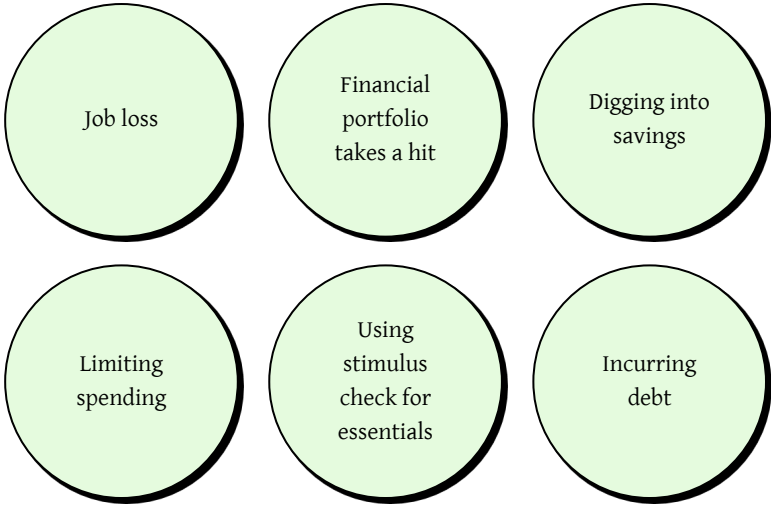 Job loss
Financial
portfolio
takes a hit
Digging into
savings
Limiting
spending
Using
stimulus
check for
essentials
Incurring
debt